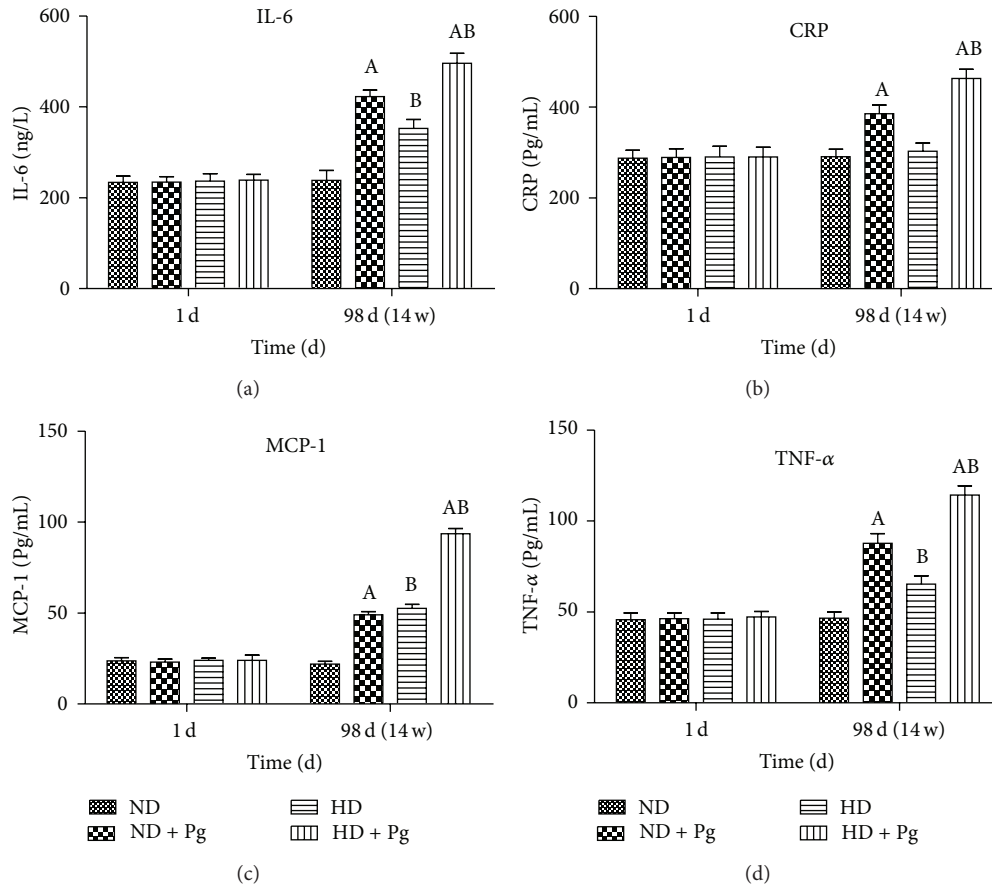 IL-6
600
400
200
0
IL-6 (ng/L)
A
B
AB
1 d
98 d (14 w)
Time (d)
(a)
CRP
600
400
200
0
CRP (Pg/mL)
A
AB
1 d
98 d (14 w)
Time (d)
(b)
MCP-1
150
100
50
0
MCP-1 (Pg/mL)
A
B
AB
1 d
98 d (14 w)
Time (d)
ND
HD
ND + Pg
HD + Pg
(c)
TNF-α
150
100
50
0
TNF-α (Pg/mL)
A
B
AB
1 d
98 d (14 w)
Time (d)
ND
HD
ND + Pg
HD + Pg
(d)